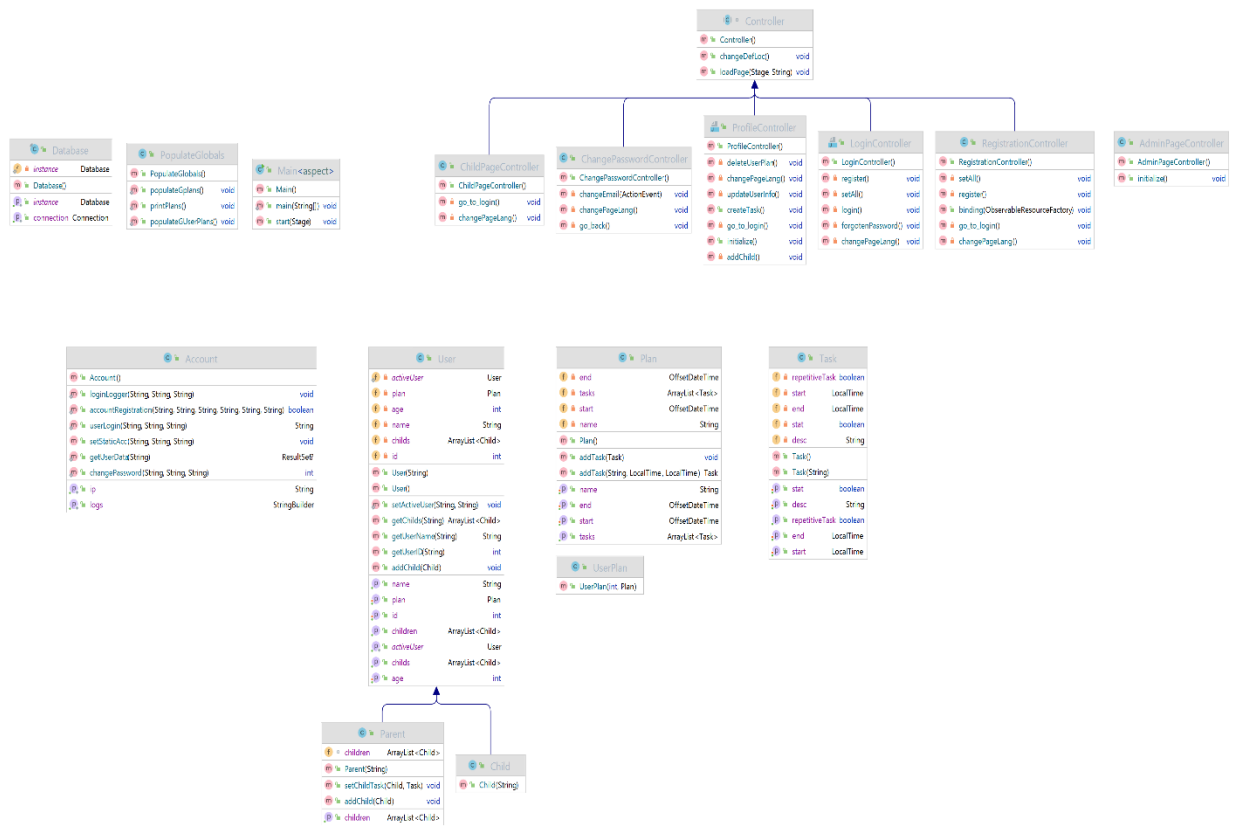 Controller
Controller()
changeDefLoc() void
loadPage(Stage, String) void
Database
instance Database
Database()
instance Database
connection Connection
PopulateGlobals
PopulateGlobals()
populateGplans() void
printPlans() void
populateGUserPlans() void
Main<aspect>
Main()
main(String[]) void
start(Stage) void
ChildPageController
ChildPageController()
go_to_login() void
changePageLang() void
ChangePasswordController
ChangePasswordController()
changeEmail(ActionEvent) void
changePageLang() void
go_back() void
ProfileController
ProfileController()
deleteUserPlan() void
changePageLang() void
updateUserInfo() void
createTask() void
go_to_login() void
initialize() void
addChild() void
LoginController
LoginController()
register() void
setAll() void
login() void
forgotenPassword() void
changePageLang() void
RegistrationController
RegistrationController()
setAll() void
register() void
binding(ObservableResourceFactory) void
go_to_login() void
changePageLang() void
AdminPageController
AdminPageController()
initialize() void
Account
Account()
loginLogger(String, String, String) void
accountRegistration(String, String, String, String, String, String) boolean
userLogin(String, String, String) String
setStaticAcc(String, String, String) void
getUserData(String) ResultSet?
changePassword(String, String, String) int
ip String
logs StringBuilder
User
activeUser User
plan Plan
age int
name String
childs ArrayList<Child>
id int
User(String)
User()
setActiveUser(String, String) void
getChilds(String) ArrayList<Child>
getUserName(String) String
getUserID(String) int
addChild(Child) void
name String
plan Plan
id int
children ArrayList<Child>
activeUser User
childs ArrayList<Child>
age int
Plan
end OffsetDateTime
tasks ArrayList<Task>
start OffsetDateTime
name String
Plan()
addTask(Task) void
addTask(String, LocalTime, LocalTime) Task
name String
end OffsetDateTime
start OffsetDateTime
tasks ArrayList<Task>
UserPlan
UserPlan(int, Plan)
Task
repetitiveTask boolean
start LocalTime
end LocalTime
stat boolean
desc String
Task()
Task(String)
stat boolean
desc String
repetitiveTask boolean
end LocalTime
start LocalTime
Parent
children ArrayList<Child>
Parent(String)
setChildTask(Child, Task) void
addChild(Child) void
children ArrayList<Child>
Child
Child(String)